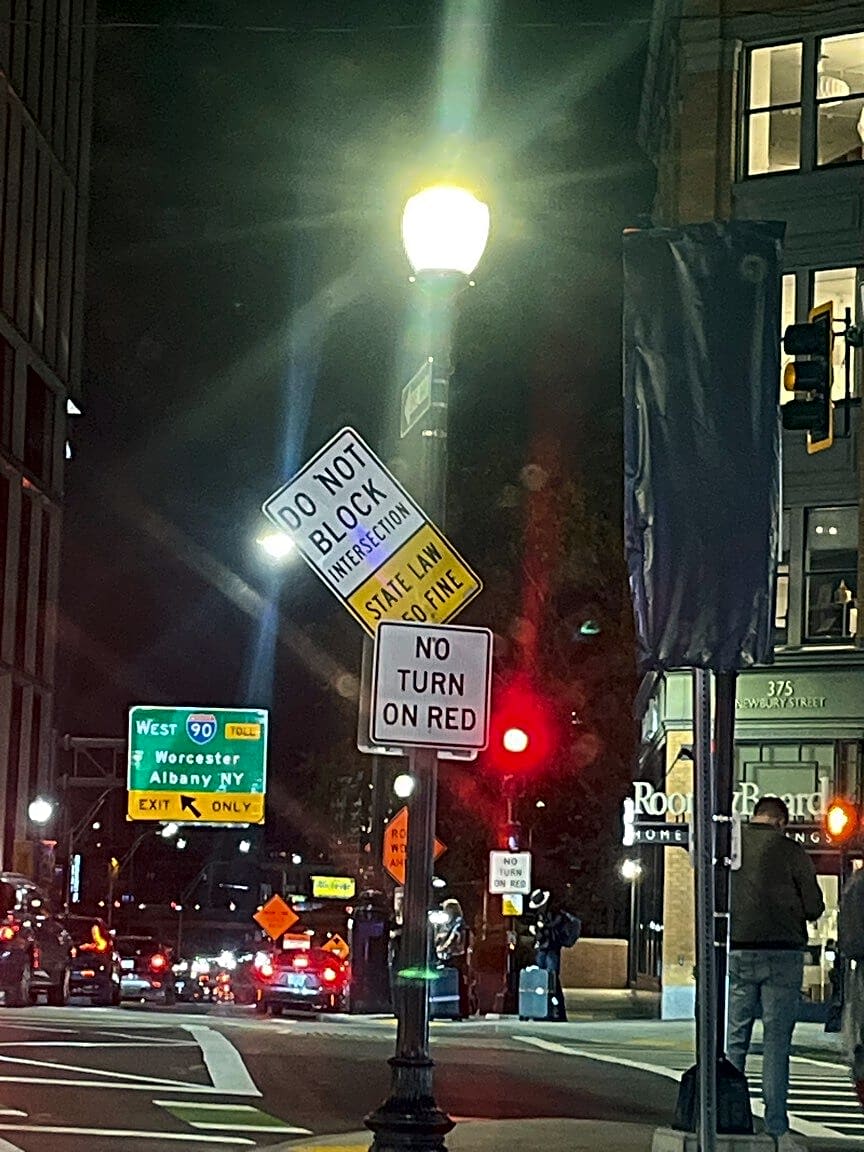 DO NOT
BLOCK
INTERSECTION
STATE LAW
FINE
NO
TURN
ON RED
WEST 90 TOLL
Worcester
Albany NY
EXIT ONLY
375
NEWBURY STREET
HOME
NO
TURN
ON RED